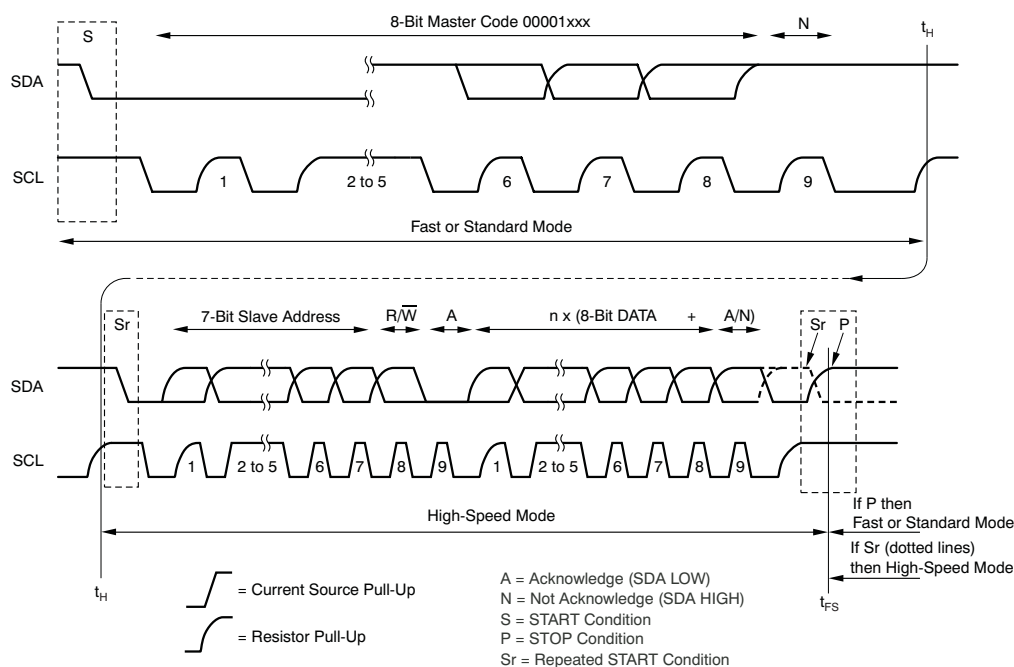 8-Bit Master Code 00001xxx
S
N
t_H
SDA
SCL
1
2 to 5
6
7
8
9
Fast or Standard Mode
Sr
7-Bit Slave Address
R/W̅
A
n x (8-Bit DATA + A/N)
Sr
P
SDA
SCL
1
2 to 5
6
7
8
9
1
2 to 5
6
7
8
9
High-Speed Mode
If P then
Fast or Standard Mode
If Sr (dotted lines)
then High-Speed Mode
t_H
t_FS
= Current Source Pull-Up
= Resistor Pull-Up
A = Acknowledge (SDA LOW)
N = Not Acknowledge (SDA HIGH)
S = START Condition
P = STOP Condition
Sr = Repeated START Condition